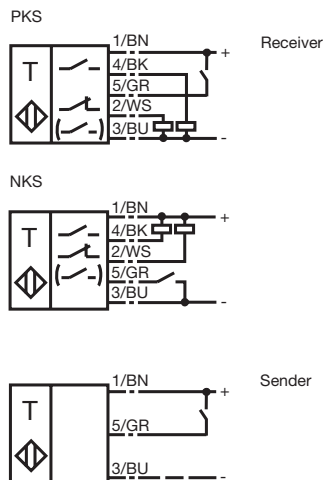 PKS
Receiver
T
1/BN
+
4/BK
5/GR
2/WS
3/BU
-
NKS
T
1/BN
+
4/BK
2/WS
5/GR
3/BU
-
Sender
T
1/BN
+
5/GR
3/BU
-